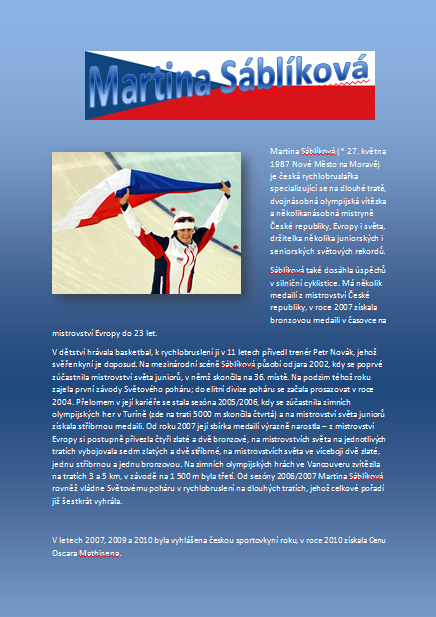 Martina Sáblíková
Martina Sáblíková (* 27. května
1987 Nové Město na Moravě)
je česká rychlobruslařka
specializující se na dlouhé tratě,
dvojnásobná olympijská vítězka
a několikanásobná mistryně
České republiky, Evropy i světa,
držitelka několika juniorských i
seniorských světových rekordů.
Sáblíková také dosáhla úspěchů
v silniční cyklistice. Má několik
medailí z mistrovství České
republiky, v roce 2007 získala
bronzovou medaili v časovce na
mistrovství Evropy do 23 let.
V dětství hrávala basketbal, k rychlobruslení ji v 11 letech přivedl trenér Petr Novák, jehož
svěřenkyní je doposud. Na mezinárodní scéně Sáblíková působí od jara 2002, kdy se poprvé
zúčastnila mistrovství světa juniorů, v němž skončila na 36. místě. Na podzim téhož roku
zajela první závody Světového poháru; do elitní divize poháru se začala prosazovat v roce
2004. Přelomem v její kariéře se stala sezóna 2005/2006, kdy se zúčastnila zimních
olympijských her v Turíně (zde na trati 5000 m skončila čtvrtá) a na mistrovství světa juniorů
získala stříbrnou medaili. Od roku 2007 její sbírka medailí výrazně narostla – z mistrovství
Evropy si postupně přivezla čtyři zlaté a dvě bronzové, na mistrovstvích světa na jednotlivých
tratích vybojovala sedm zlatých a dvě stříbrné, na mistrovstvích světa ve víceboji dvě zlaté,
jednu stříbrnou a jednu bronzovou. Na zimních olympijských hrách ve Vancouveru zvítězila
na tratích 3 a 5 km, v závodě na 1 500 m byla třetí. Od sezóny 2006/2007 Martina Sáblíková
rovněž vládne Světovému poháru v rychlobruslení na dlouhých tratích, jehož celkové pořadí
již šestkrát vyhrála.
V letech 2007, 2009 a 2010 byla vyhlášena českou sportovkyní roku, v roce 2010 získala Cenu
Oscara Mathisena.